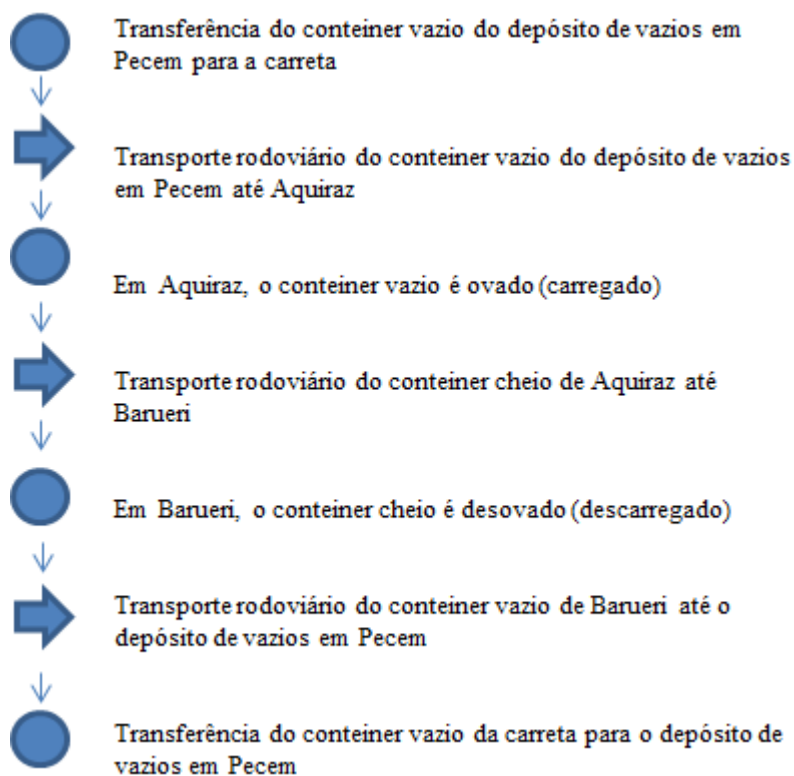 Transferência do conteiner vazio do depósito de vazios em
Pecem para a carreta
Transporte rodoviário do conteiner vazio do depósito de vazios
em Pecem até Aquiraz
Em Aquiraz, o conteiner vazio é ovado (carregado)
Transporte rodoviário do conteiner cheio de Aquiraz até
Barueri
Em Barueri, o conteiner cheio é desovado (descarregado)
Transporte rodoviário do conteiner vazio de Barueri até o
depósito de vazios em Pecem
Transferência do conteiner vazio da carreta para o depósito de
vazios em Pecem